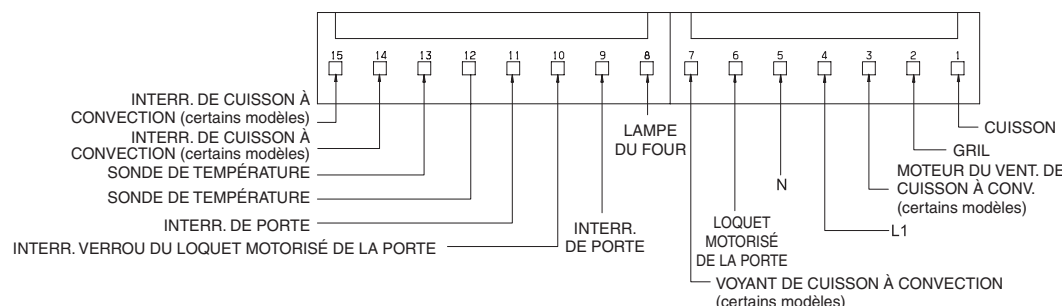 15 14 13 12 11 10 9 8 7 6 5 4 3 2 1
INTERR. DE CUISSON À
CONVECTION (certains modèles)
INTERR. DE CUISSON À
CONVECTION (certains modèles)
SONDE DE TEMPÉRATURE
SONDE DE TEMPÉRATURE
INTERR. DE PORTE
INTERR. VERROU DU LOQUET MOTORISÉ DE LA PORTE
INTERR.
DE PORTE
LAMPE
DU FOUR
VOYANT DE CUISSON À CONVECTION
(certains modèles)
LOQUET
MOTORISÉ
DE LA PORTE
N
L1
MOTEUR DU VENT. DE
CUISSON À CONV.
(certains modèles)
GRIL
CUISSON